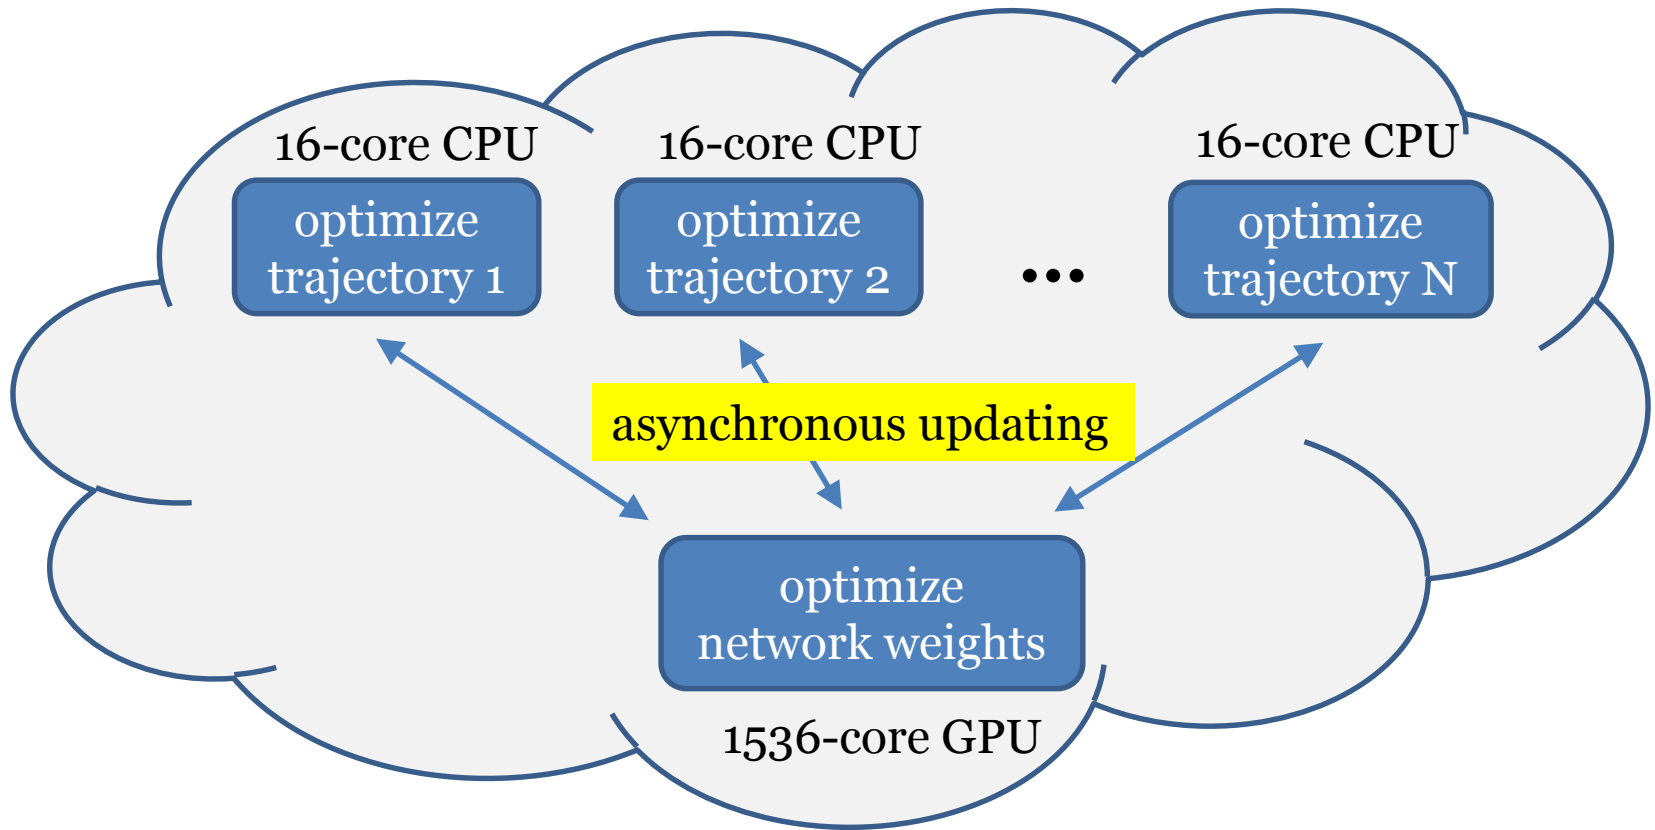 16-core CPU
16-core CPU
16-core CPU
optimize
trajectory 1
optimize
trajectory 2
...
optimize
trajectory N
asynchronous updating
optimize
network weights
1536-core GPU